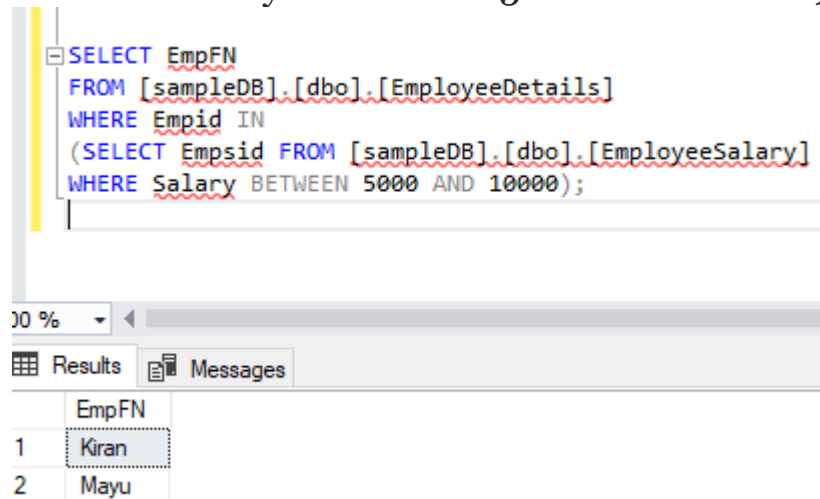 SELECT EmpFN
FROM [sampleDB].[dbo].[EmployeeDetails]
WHERE Empid IN
(SELECT Empsid FROM [sampleDB].[dbo].[EmployeeSalary]
WHERE Salary BETWEEN 5000 AND 10000);
00 %
Results Messages
EmpFN
1 Kiran
2 Mayu